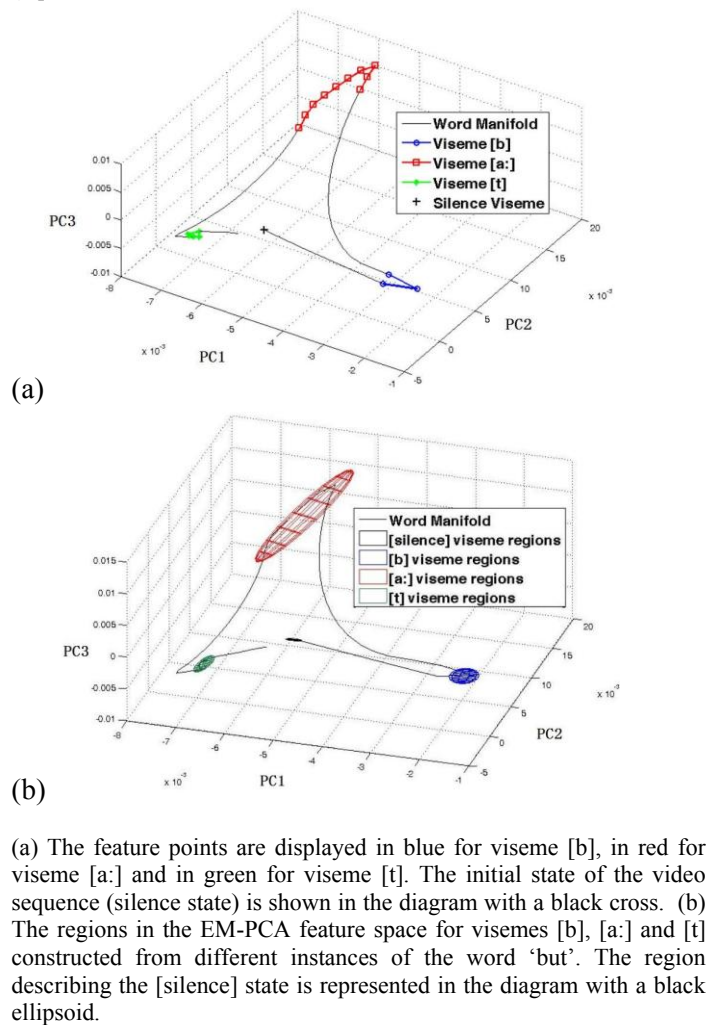 20
15
10
5
0
-5
x 10⁻³
PC2
Word Manifold
Viseme [b]
Viseme [a:]
Viseme [t]
Silence Viseme
0.01
0.005
0
-0.005
-0.01
PC3
-8
-7
-6
-5
-4
-3
-2
-1
x 10⁻³
PC1
(a)
Word Manifold
[silence] viseme regions
[b] viseme regions
[a:] viseme regions
[t] viseme regions
0.015
0.01
0.005
0
-0.005
-0.01
PC3
20
15
10
5
0
-5
x 10⁻³
PC2
-8
-7
-6
-5
-4
-3
-2
-1
x 10⁻³
PC1
(b)
(a) The feature points are displayed in blue for viseme [b], in red for
viseme [a:] and in green for viseme [t]. The initial state of the video
sequence (silence state) is shown in the diagram with a black cross. (b)
The regions in the EM-PCA feature space for visemes [b], [a:] and [t]
constructed from different instances of the word ‘but’. The region
describing the [silence] state is represented in the diagram with a black
ellipsoid.